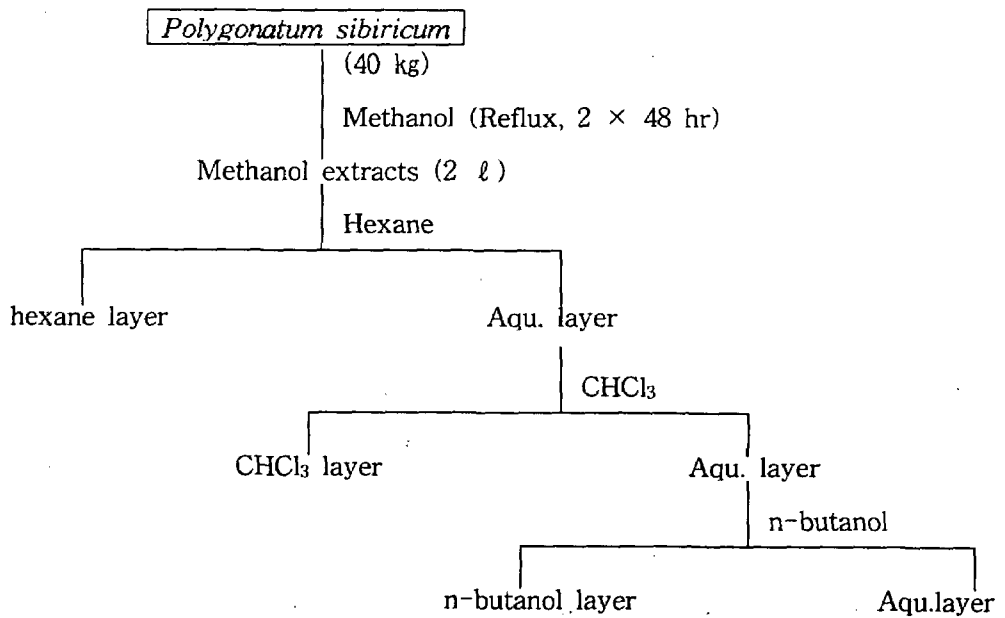 Polygonatum sibiricum
(40 kg)
Methanol (Reflux, 2 × 48 hr)
Methanol extracts (2 ℓ)
Hexane
hexane layer Aqu. layer
CHCl₃
CHCl₃ layer Aqu. layer
n-butanol
n-butanol layer Aqu.layer